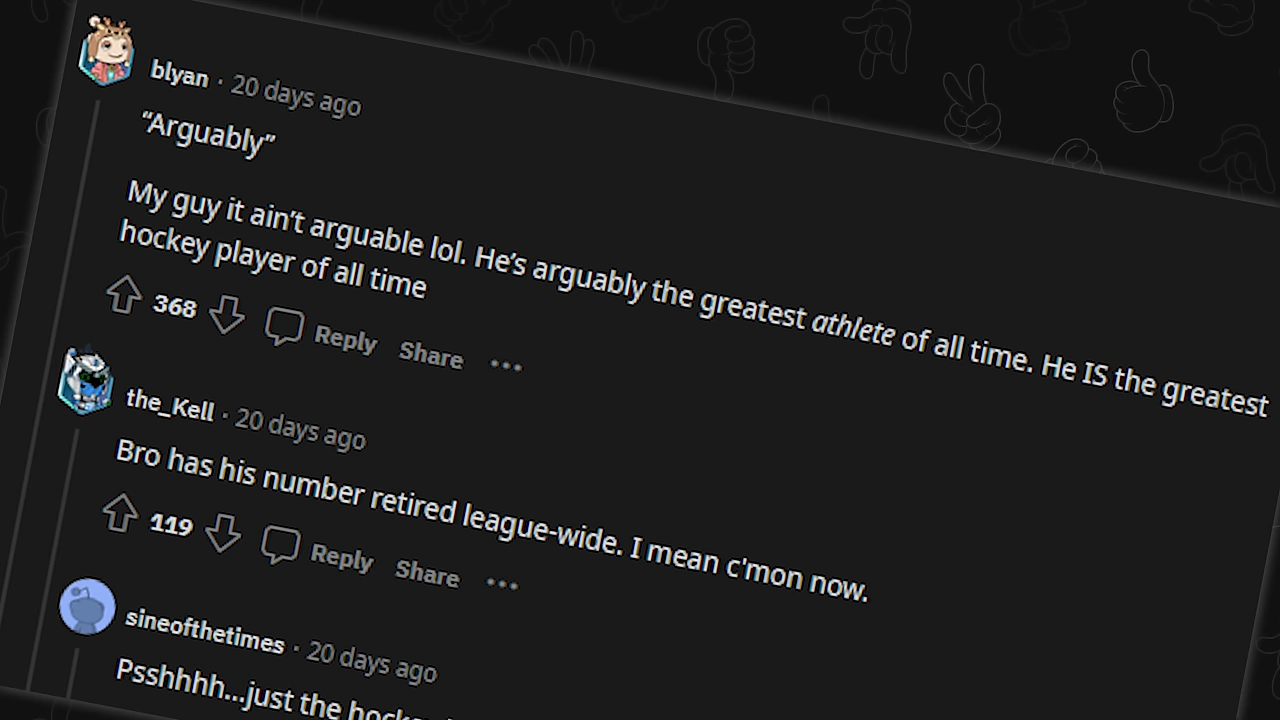 blyan · 20 days ago
“Arguably”
My guy it ain’t arguable lol. He’s arguably the greatest athlete of all time. He IS the greatest
hockey player of all time
368 Reply Share ...
the_Kell · 20 days ago
Bro has his number retired league-wide. I mean c'mon now.
119 Reply Share ...
sineofthetimes · 20 days ago
Psshhhh...just the